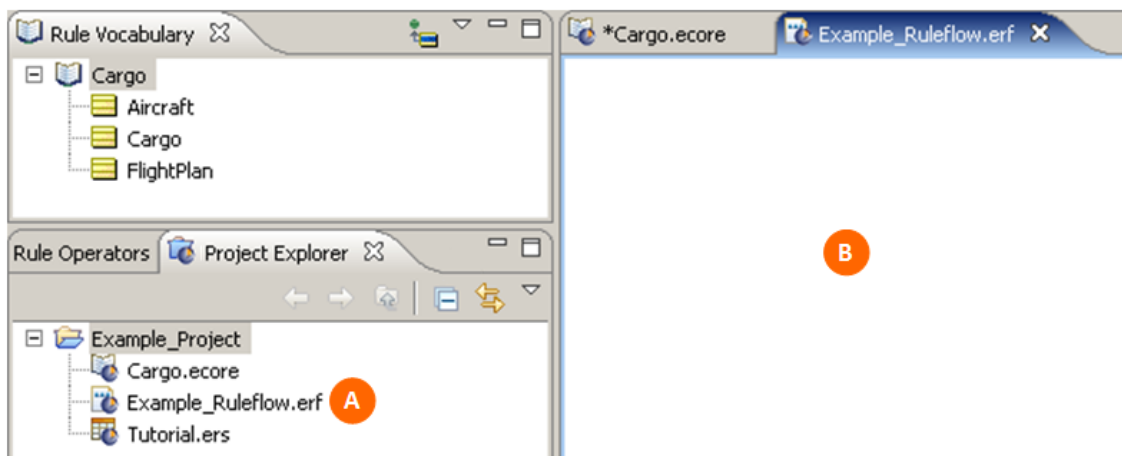 Rule Vocabulary
Cargo
Aircraft
Cargo
FlightPlan
Rule Operators Project Explorer
Example_Project
Cargo.ecore
Example_Ruleflow.erf A
Tutorial.ers
*Cargo.ecore Example_Ruleflow.erf
B